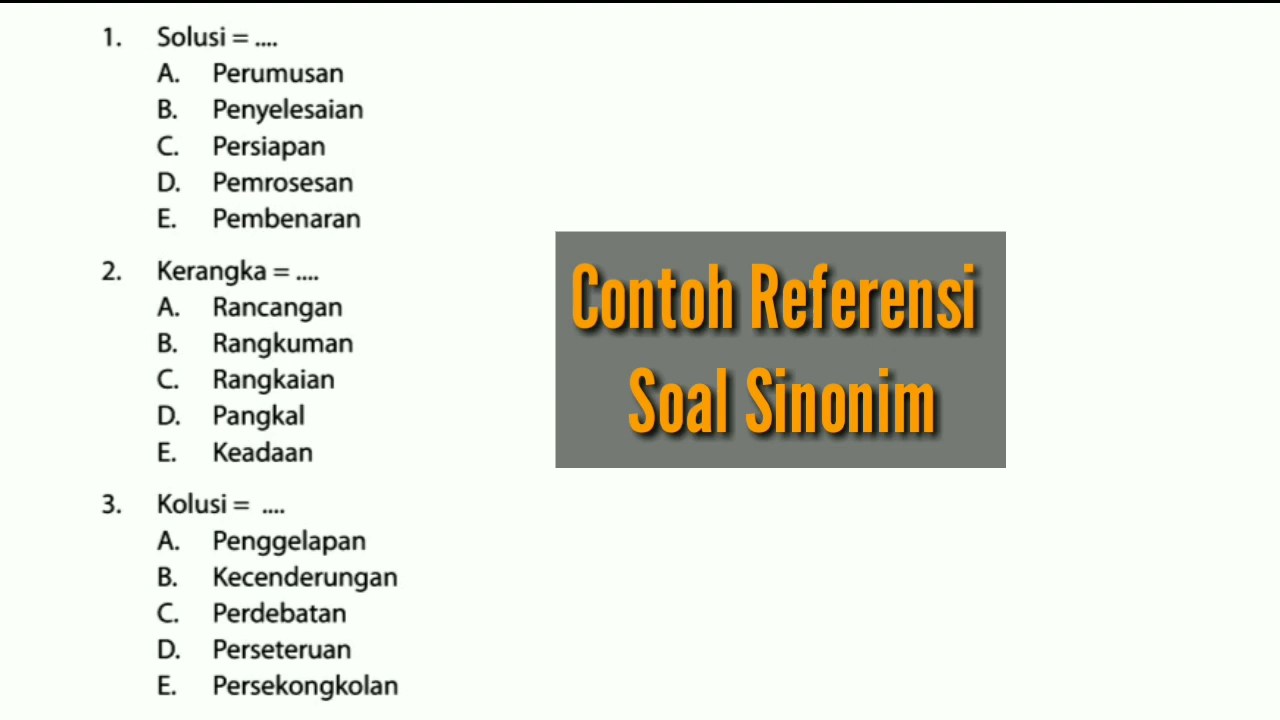 1. Solusi = ....
A. Perumusan
B. Penyelesaian
C. Persiapan
D. Pemrosesan
E. Pembenaran
2. Kerangka = ....
A. Rancangan
B. Rangkuman
C. Rangkaian
D. Pangkal
E. Keadaan
3. Kolusi = ....
A. Penggelapan
B. Kecenderungan
C. Perdebatan
D. Perseteruan
E. Persekongkolan
Contoh Referensi
Soal Sinonim